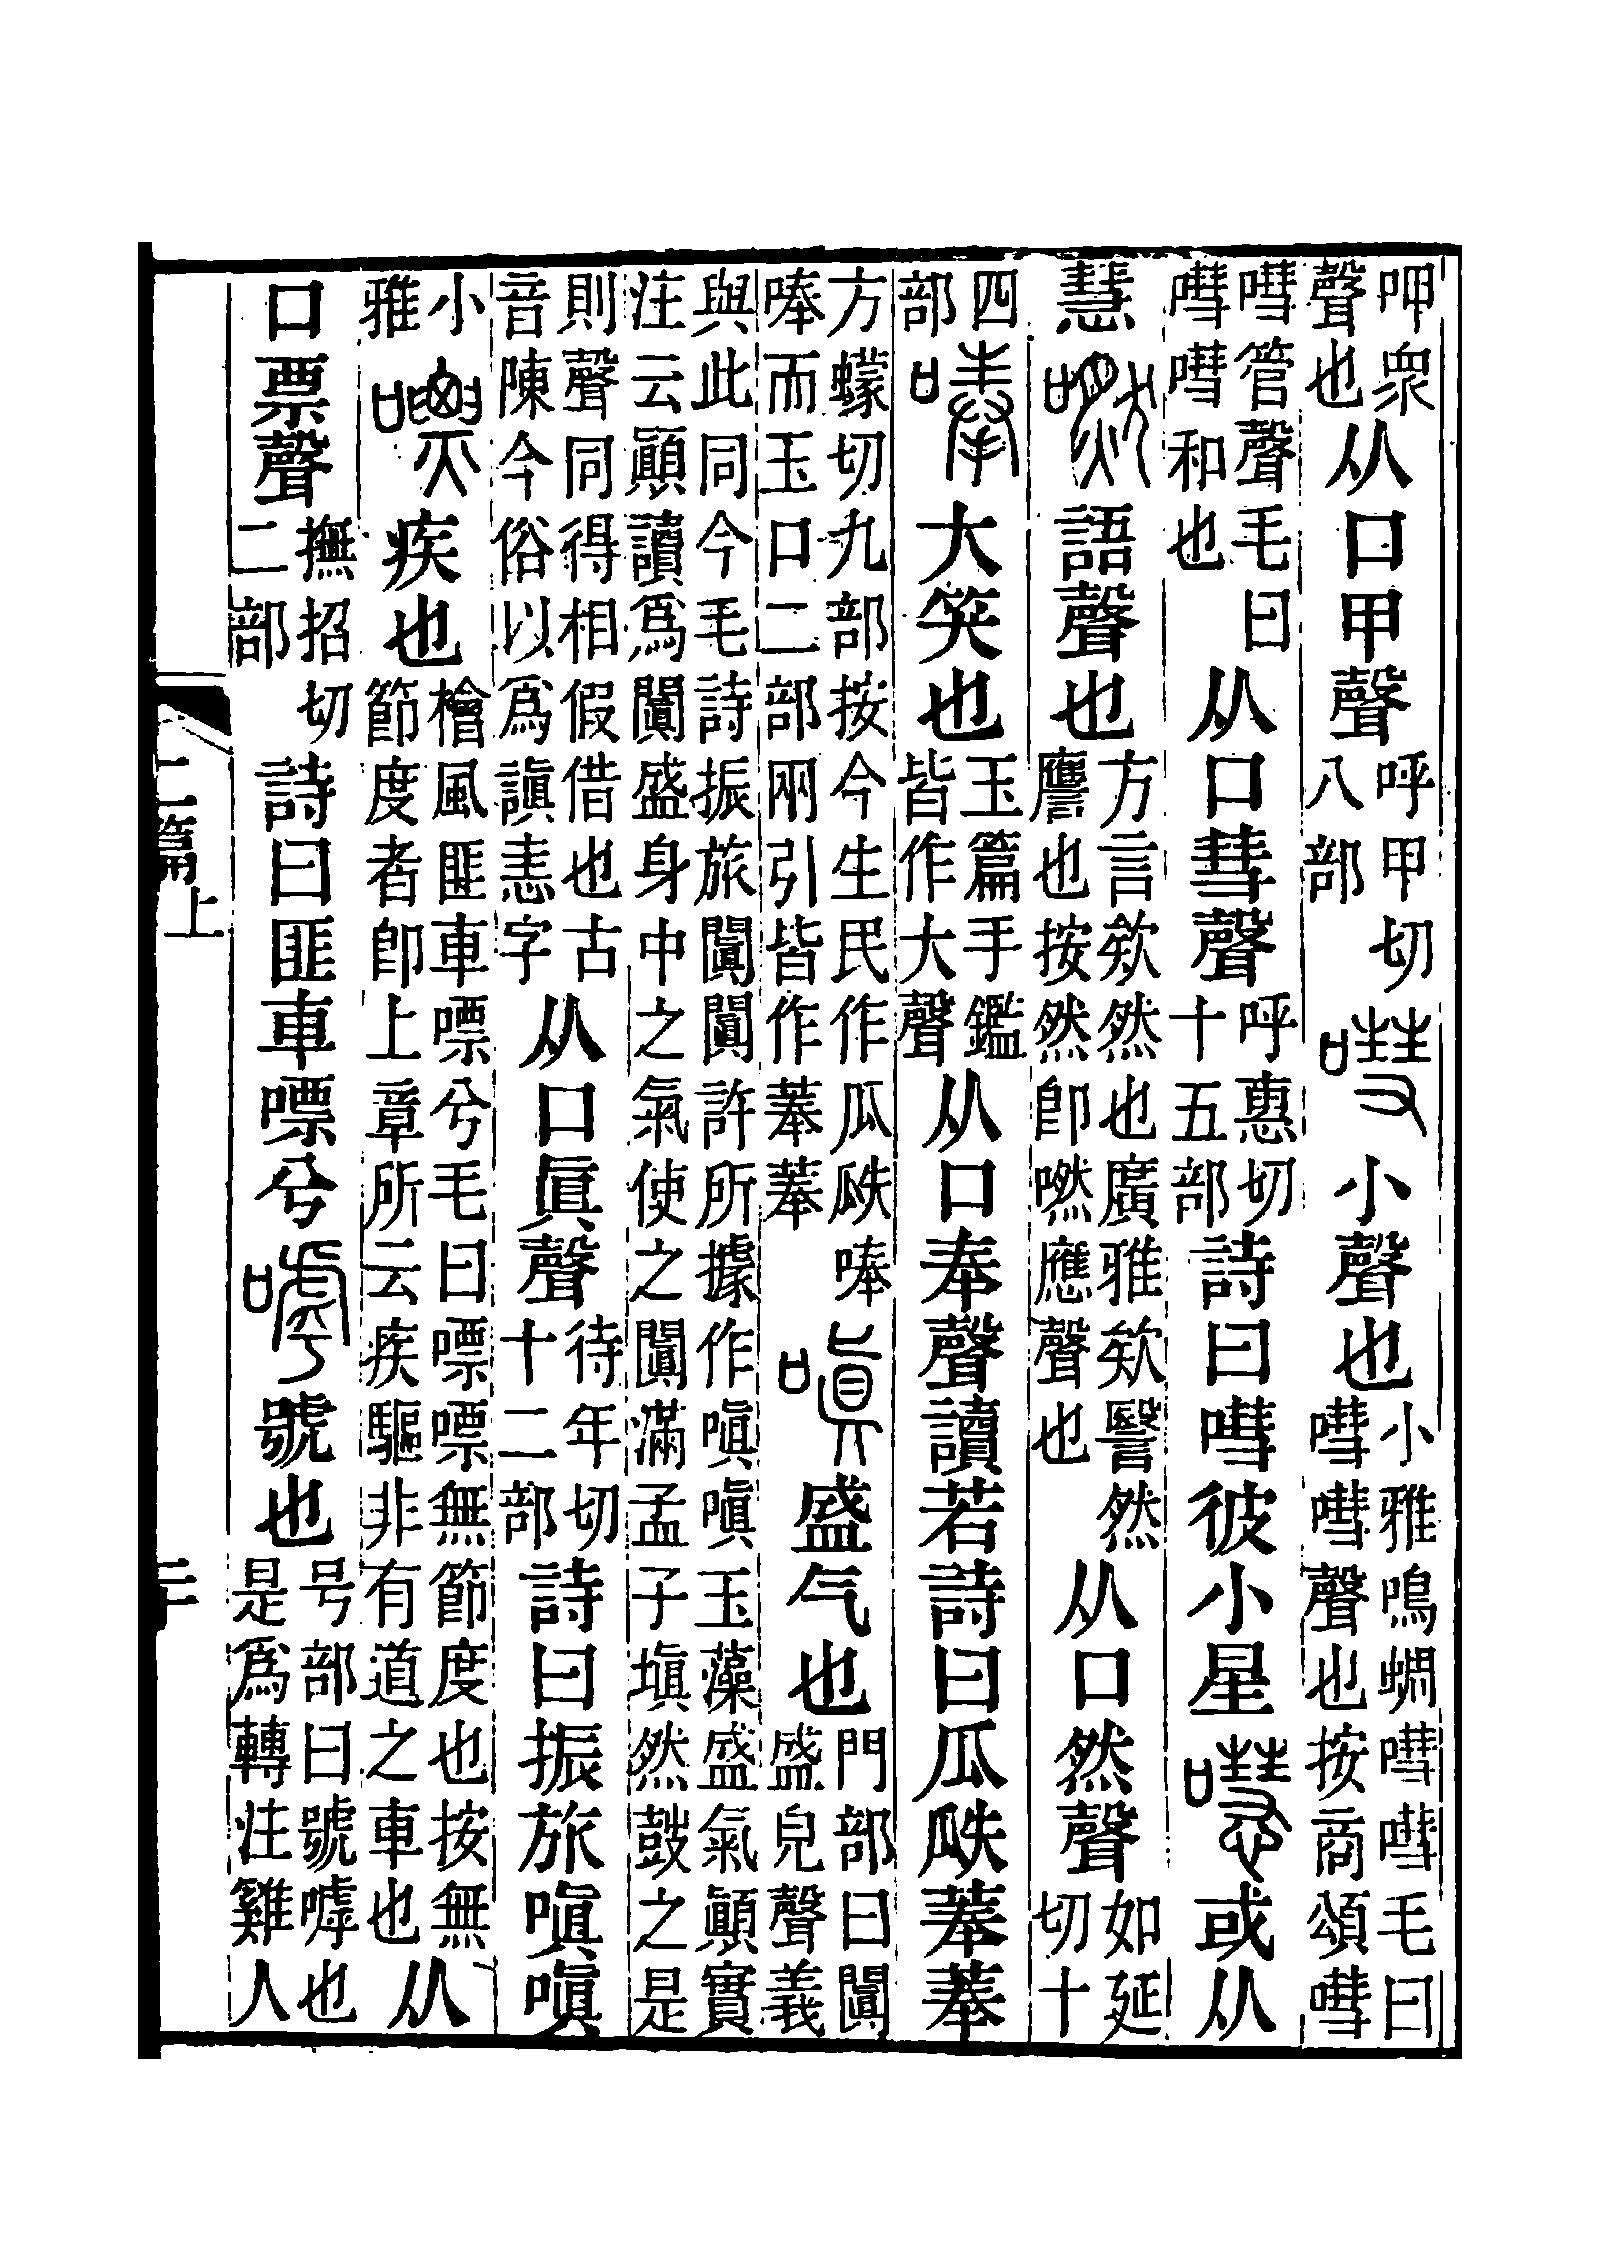 呷衆聲也从口甲聲呼甲切八部嘒小聲也小雅鳴蜩嘒嘒毛曰嘒嘒聲也按商頌嘒
嘒管聲毛曰嘒嘒和也从口彗聲呼惠切十五部詩曰嘒彼小星嚖或从
慧嘫語聲也方言欸然也廣雅欸然譍也按然然卽嘫應聲也从口然聲如延切十
四部唪大笑也玉篇手鑑皆作大聲从口奉聲讀若詩曰瓜瓞菶菶
方蠓切九部按今生民作瓜瓞唪唪而玉口二部兩引皆作菶菶嗔盛气也門部曰闐盛皃聲義
與此同今毛詩振旅闐闐許所據作嗔嗔玉藻盛氣顚實注云顚讀爲闐盛身中之氣使之闐滿孟子塡然鼓之是
則聲同得相假借也古音陳今俗以爲謓恚字从口眞聲待年切十二部詩曰振旅嗔嗔
小雅嘌疾也檜風匪車嘌兮毛曰嘌嘌無節度也按無節度者卽上章所云疾驅非有道之車也从
口票聲撫招切二部詩曰匪車嘌兮嘑號也号部曰號嘑也是爲轉注雞人
二篇上